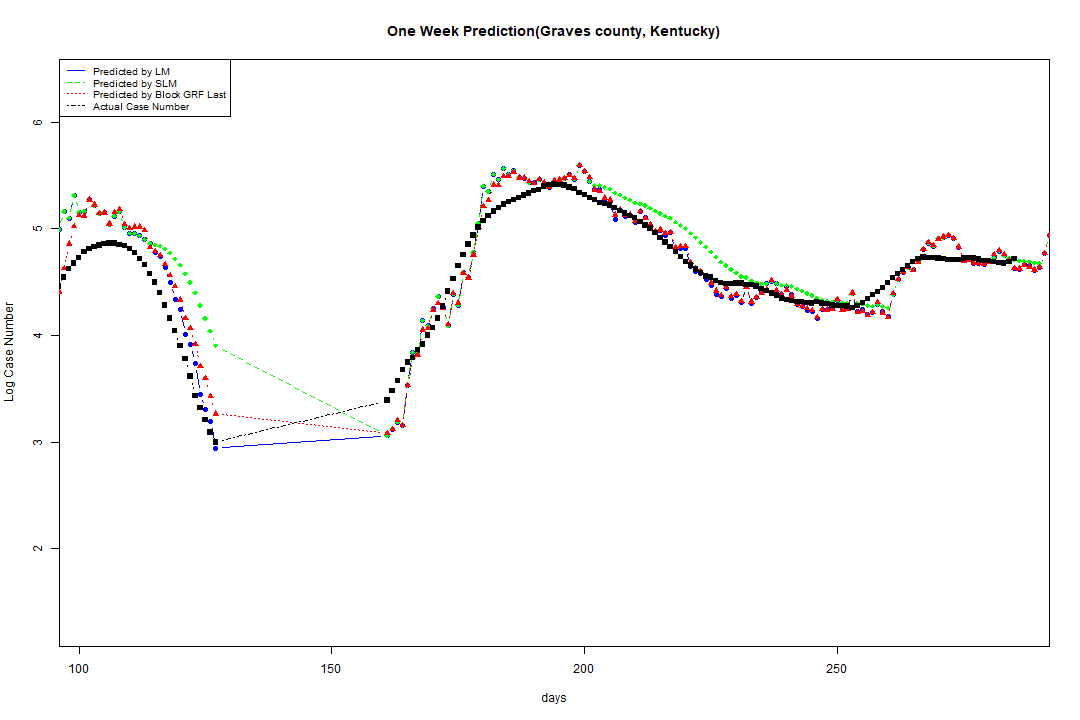 One Week Prediction(Graves county, Kentucky)
Predicted by LM
Predicted by SLM
Predicted by Block GRF Last
Actual Case Number
6
5
4
3
2
Log Case Number
100 150 200 250
days